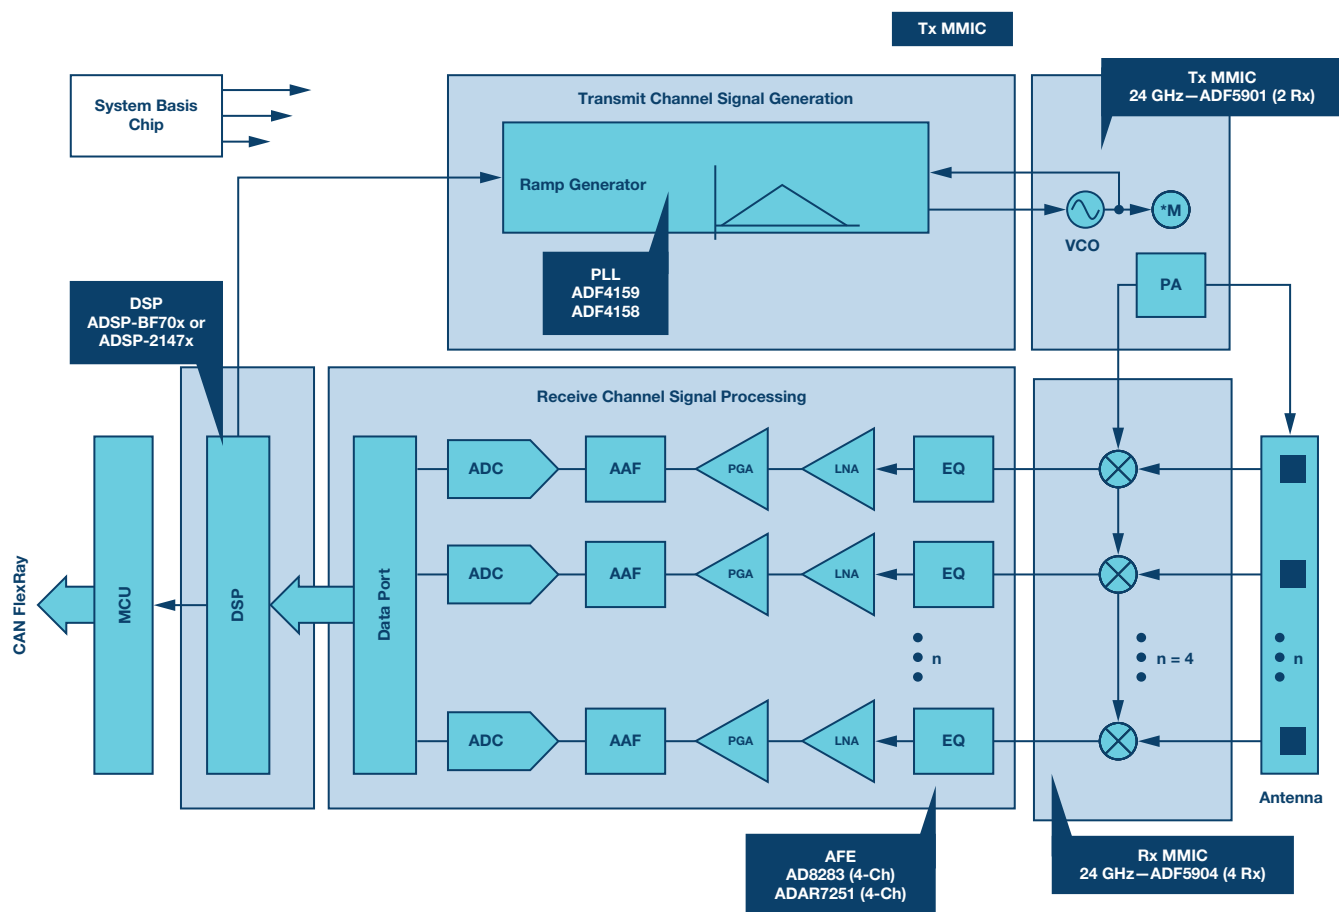 Tx MMIC
System Basis
Chip
Transmit Channel Signal Generation
Tx MMIC
24 GHz—ADF5901 (2 Rx)
Ramp Generator
*M
VCO
PLL
ADF4159
ADF4158
PA
DSP
ADSP-BF70x or
ADSP-2147x
Receive Channel Signal Processing
ADC
AAF
PGA
LNA
EQ
ADC
AAF
PGA
LNA
EQ
CAN FlexRay
MCU
DSP
Data Port
n
n = 4
n
ADC
AAF
PGA
LNA
EQ
Antenna
AFE
AD8283 (4-Ch)
ADAR7251 (4-Ch)
Rx MMIC
24 GHz—ADF5904 (4 Rx)